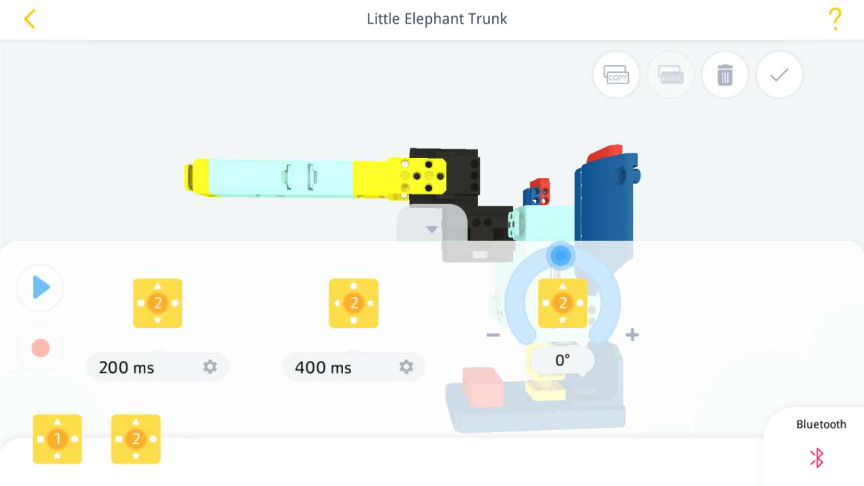 Little Elephant Trunk
?
COPY
PASTE
2
2
2
200 ms
400 ms
0°
1
2
Bluetooth